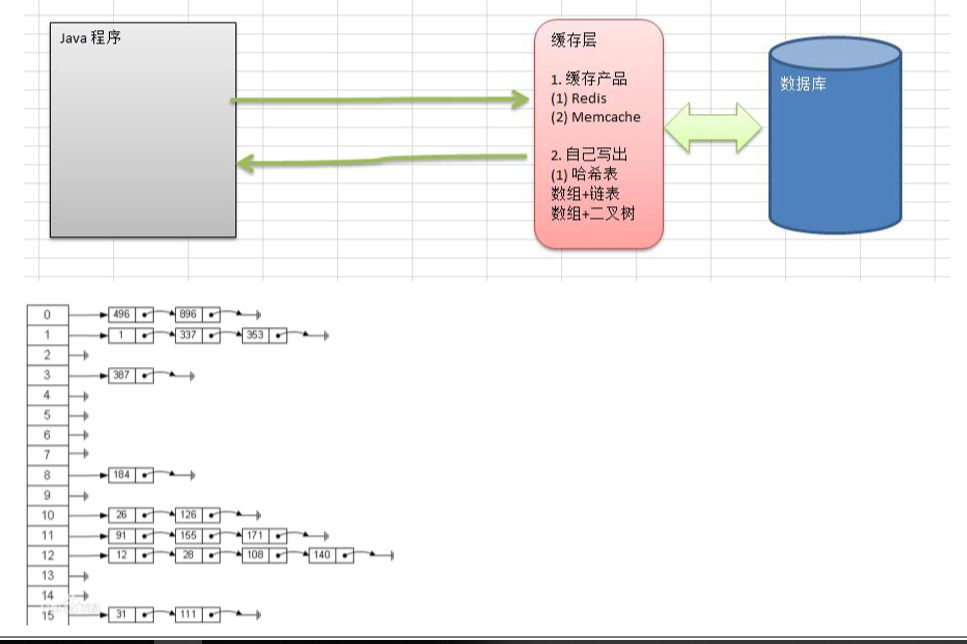 Java 程序
缓存层
1. 缓存产品
(1) Redis
(2) Memcache
2. 自己写出
(1) 哈希表
数组+链表
数组+二叉树
数据库
0 496 896
1 1 337 353
2
3 387
4
5
6
7
8 184
9
10 26 126
11 91 155 171
12 12 28 108 140
13
14
15 31 111